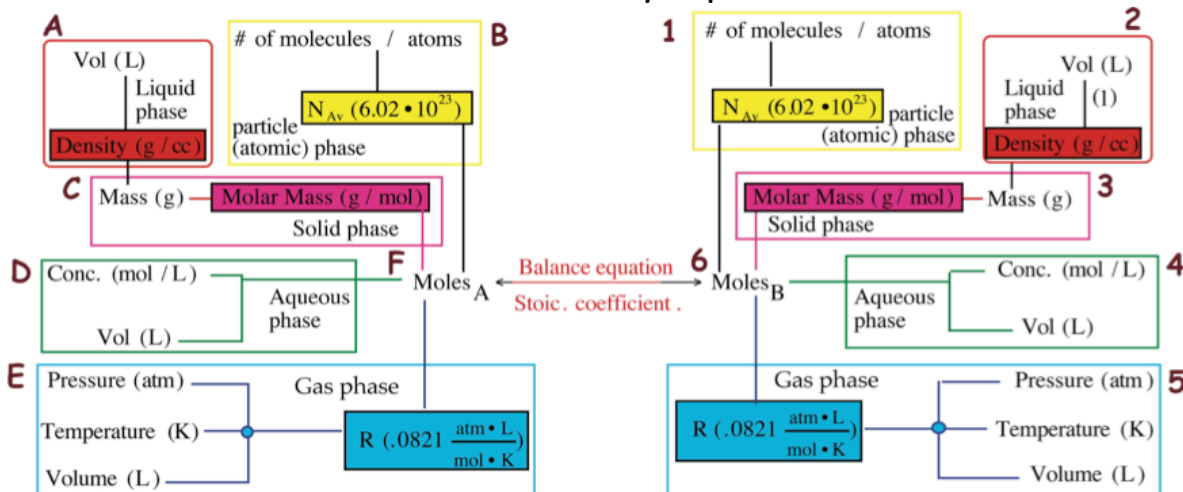 A
Vol (L)
Liquid
phase
Density (g / cc)
B
# of molecules / atoms
N_Av (6.02 • 10^23)
particle
(atomic) phase
C
Mass (g)
Molar Mass (g / mol)
Solid phase
D
Conc. (mol / L)
Vol (L)
Aqueous
phase
F
Moles_A
E
Pressure (atm)
Temperature (K)
Volume (L)
Gas phase
R (.0821 atm • L
mol • K)
Balance equation
Stoic. coefficient .
1
# of molecules / atoms
N_Av (6.02 • 10^23)
particle
(atomic) phase
2
Vol (L)
(l)
Liquid
phase
Density (g / cc)
3
Molar Mass (g / mol)
Mass (g)
Solid phase
6
Moles_B
4
Conc. (mol / L)
Vol (L)
Aqueous
phase
5
Gas phase
R (.0821 atm • L
mol • K)
Pressure (atm)
Temperature (K)
Volume (L)